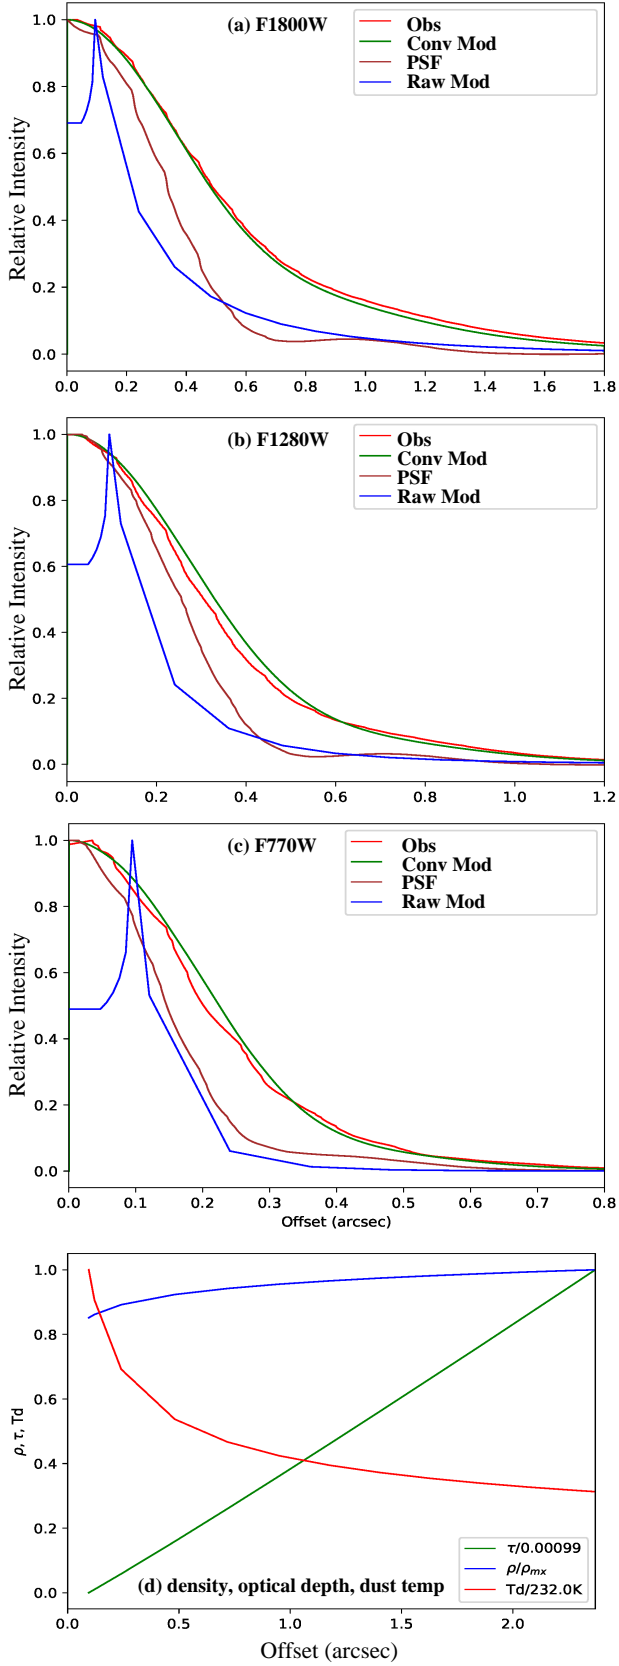 (a) F1800W
Obs
Conv Mod
PSF
Raw Mod
Relative Intensity
1.0
0.8
0.6
0.4
0.2
0.0
0.0 0.2 0.4 0.6 0.8 1.0 1.2 1.4 1.6 1.8
(b) F1280W
Obs
Conv Mod
PSF
Raw Mod
Relative Intensity
1.0
0.8
0.6
0.4
0.2
0.0
0.0 0.2 0.4 0.6 0.8 1.0 1.2
(c) F770W
Obs
Conv Mod
PSF
Raw Mod
Relative Intensity
1.0
0.8
0.6
0.4
0.2
0.0
0.0 0.1 0.2 0.3 0.4 0.5 0.6 0.7 0.8
Offset (arcsec)
ρ, τ, Td
1.0
0.8
0.6
0.4
0.2
0.0
τ/0.00099
ρ/ρmx
Td/232.0K
(d) density, optical depth, dust temp
0.0 0.5 1.0 1.5 2.0
Offset (arcsec)